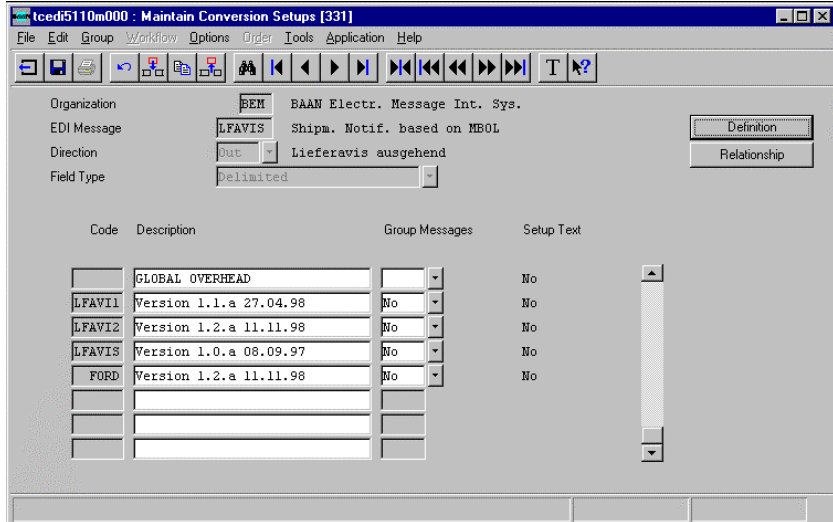 tcedi5110m000 : Maintain Conversion Setups [331]
File Edit Group Workflow Options Order Tools Application Help
T ?
Organization BEM BAAN Electr. Message Int. Sys.
EDI Message LFAVIS Shipm. Notif. based on MBOL
Definition
Direction Out Lieferavis ausgehend
Relationship
Field Type Delimited
Code Description Group Messages Setup Text
GLOBAL OVERHEAD No
LFAVI1 Version 1.1.a 27.04.98 No No
LFAVI2 Version 1.2.a 11.11.98 No No
LFAVIS Version 1.0.a 08.09.97 No No
FORD Version 1.2.a 11.11.98 No No